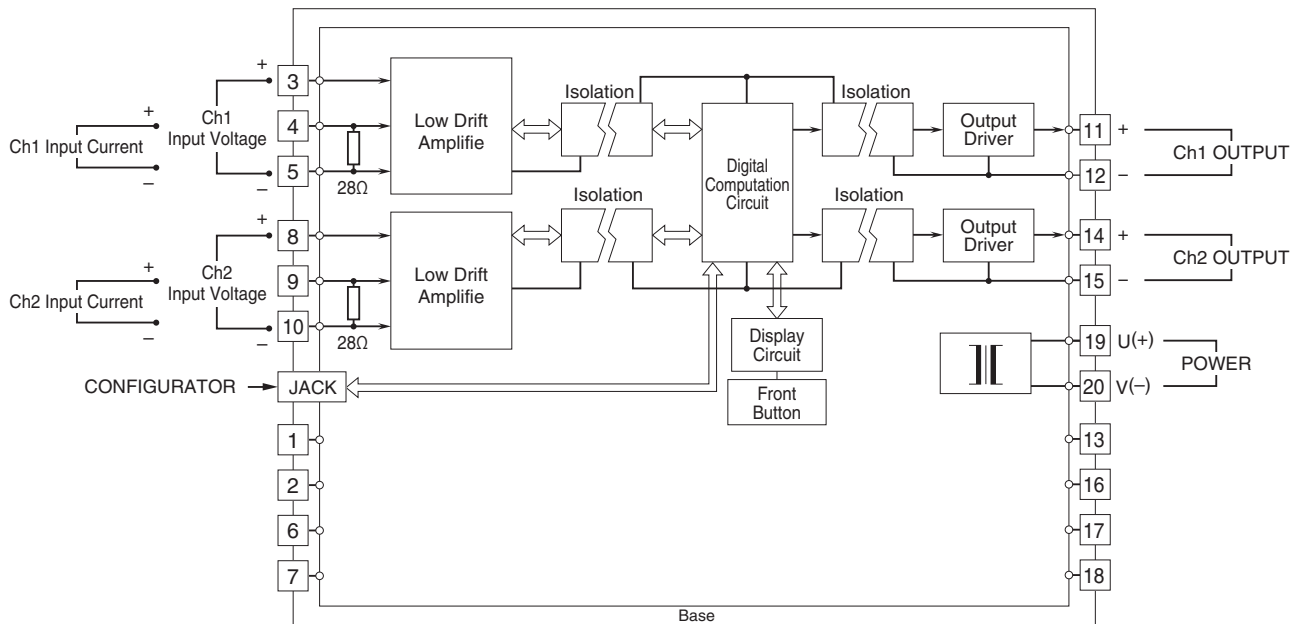 +
3
Ch1
Input Voltage
+
Ch1 Input Current
–
4
–
5
28Ω
Low Drift
Amplifie
Isolation
Digital
Computation
Circuit
Isolation
Output
Driver
11 +
Ch1 OUTPUT
12 –
+
8
Ch2
Input Voltage
+
Ch2 Input Current
–
9
–
10
28Ω
Low Drift
Amplifie
Isolation
Isolation
Output
Driver
14 +
Ch2 OUTPUT
15 –
Display
Circuit
Front
Button
19 U(+)
POWER
20 V(–)
CONFIGURATOR
JACK
1
2
6
7
13
16
17
18
Base